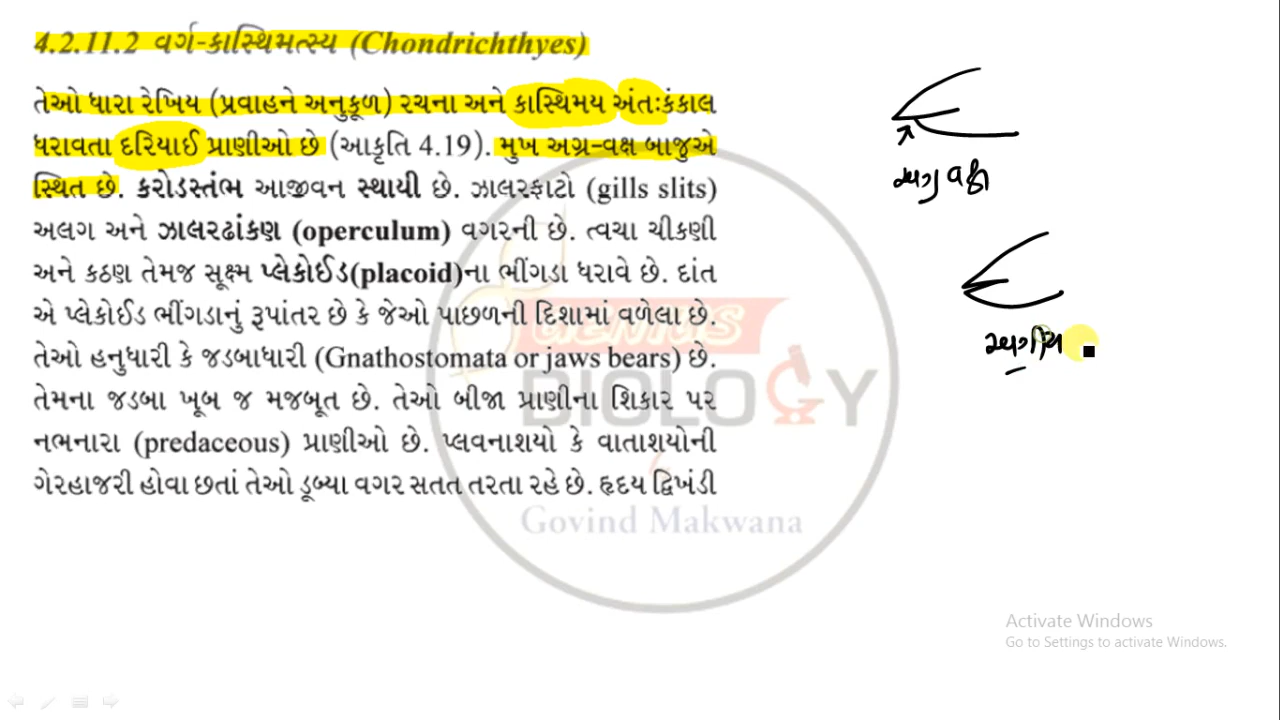 4.2.11.2 વર્ગ-કાસ્થિમત્સ્ય (Chondrichthyes)
તેઓ ધારા રેખિય (પ્રવાહને અનુકૂળ) રચના અને કાસ્થિમય અંતઃકંકાલ
ધરાવતા દરિયાઈ પ્રાણીઓ છે (આકૃતિ 4.19). મુખ અગ્ર-વક્ષ બાજુએ
સ્થિત છે. કરોડસ્તંભ આજીવન સ્થાયી છે. ઝાલરફાટો (gills slits)
અલગ અને ઝાલરઢાંકણ (operculum) વગરની છે. ત્વચા ચીકણી
અને કઠણ તેમજ સૂક્ષ્મ પ્લેકોઈડ(placoid)ના ભીંગડા ધરાવે છે. દાંત
એ પ્લેકોઈડ ભીંગડાનું રૂપાંતર છે કે જેઓ પાછળની દિશામાં વળેલા છે.
તેઓ હનુધારી કે જડબાધારી (Gnathostomata or jaws bears) છે.
તેમના જડબા ખૂબ જ મજબૂત છે. તેઓ બીજા પ્રાણીના શિકાર પર
નભનારા (predaceous) પ્રાણીઓ છે. પ્લવનાશયો કે વાતાશયોની
ગેરહાજરી હોવા છતાં તેઓ ડૂબ્યા વગર સતત તરતા રહે છે. હૃદય દ્વિખંડી
અગ્ર વક્ષ
GENIUS
BIOLOGY
Govind Makwana
Activate Windows
Go to Settings to activate Windows.